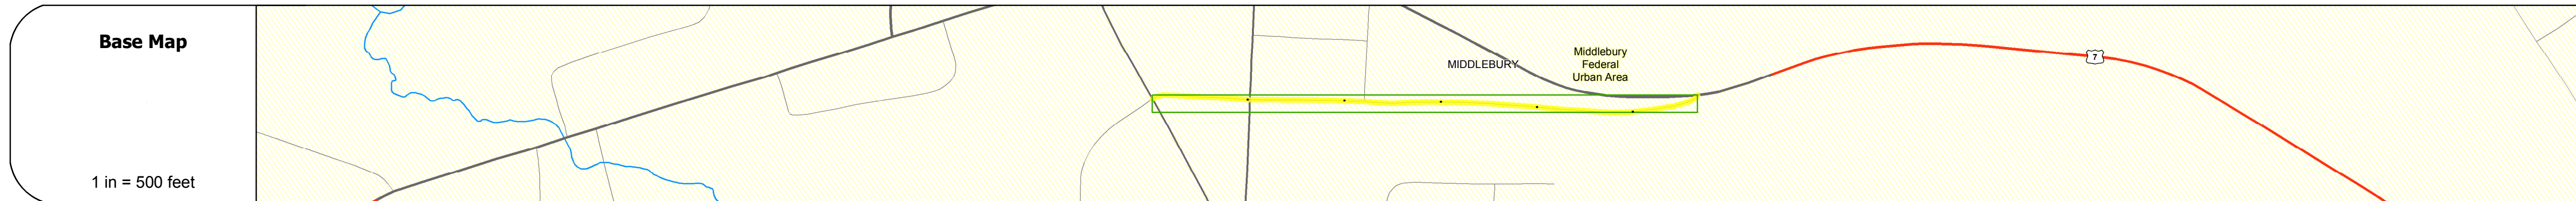 Base Map
1 in = 500 feet
MIDDLEBURY
Middlebury
Federal
Urban Area
7